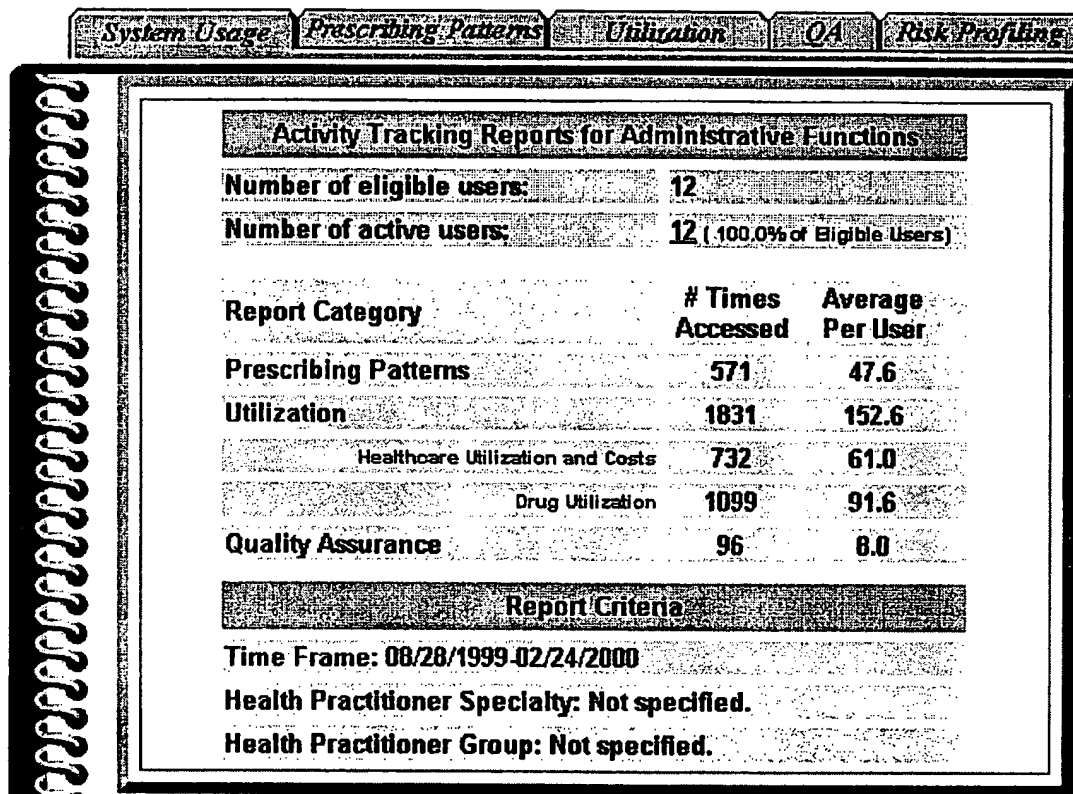 System Usage Prescribing Patterns Utilization QA Risk Profiling
Activity Tracking Reports for Administrative Functions
Number of eligible users: 12
Number of active users: 12 ( 100.0% of Eligible Users)
Report Category # Times Accessed Average Per User
Prescribing Patterns 571 47.6
Utilization 1831 152.6
Healthcare Utilization and Costs 732 61.0
Drug Utilization 1099 91.6
Quality Assurance 96 8.0
Report Criteria
Time Frame: 08/28/1999-02/24/2000
Health Practitioner Specialty: Not specified.
Health Practitioner Group: Not specified.